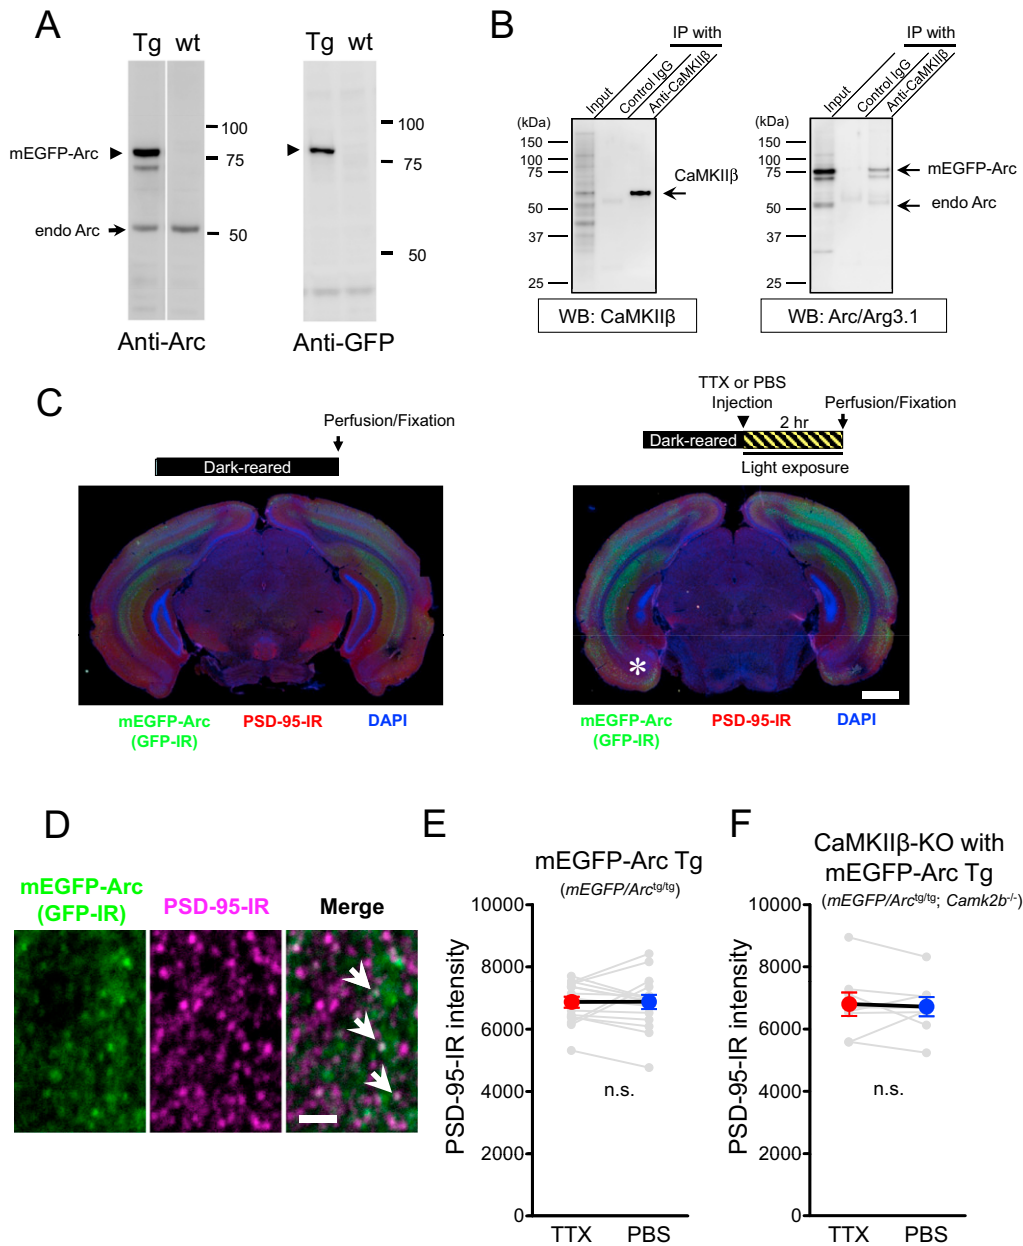 A
Tg wt
mEGFP-Arc
endo Arc
100
75
50
Anti-Arc
Tg wt
100
75
50
Anti-GFP
B
IP with
Input
Control IgG
Anti-CaMKIIβ
(kDa)
150
100
75
50
37
25
CaMKIIβ
WB: CaMKIIβ
IP with
Input
Control IgG
Anti-CaMKIIβ
(kDa)
150
100
75
50
37
25
mEGFP-Arc
endo Arc
WB: Arc/Arg3.1
C
Perfusion/Fixation
Dark-reared
mEGFP-Arc
(GFP-IR)
PSD-95-IR
DAPI
TTX or PBS
Injection
Perfusion/Fixation
2 hr
Dark-reared
Light exposure
*
mEGFP-Arc
(GFP-IR)
PSD-95-IR
DAPI
D
mEGFP-Arc
(GFP-IR)
PSD-95-IR
Merge
E
mEGFP-Arc Tg
(mEGFP/Arctg/tg)
PSD-95-IR intensity
10000
8000
6000
4000
2000
0
n.s.
TTX PBS
F
CaMKIIβ-KO with
mEGFP-Arc Tg
(mEGFP/Arctg/tg; Camk2b-/-)
PSD-95-IR intensity
10000
8000
6000
4000
2000
0
n.s.
TTX PBS